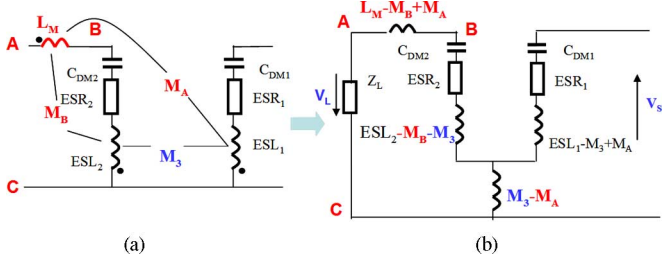 (a)
L_M
A
B
C_DM2
C_DM1
ESR_2
M_A
ESR_1
M_B
ESL_2
M_3
ESL_1
C
(a)
(b)
L_M-M_B+M_A
A
B
C_DM2
C_DM1
V_L
Z_L
ESR_2
ESR_1
V_S
ESL_2-M_B-M_3
ESL_1-M_3+M_A
M_3-M_A
C
(b)